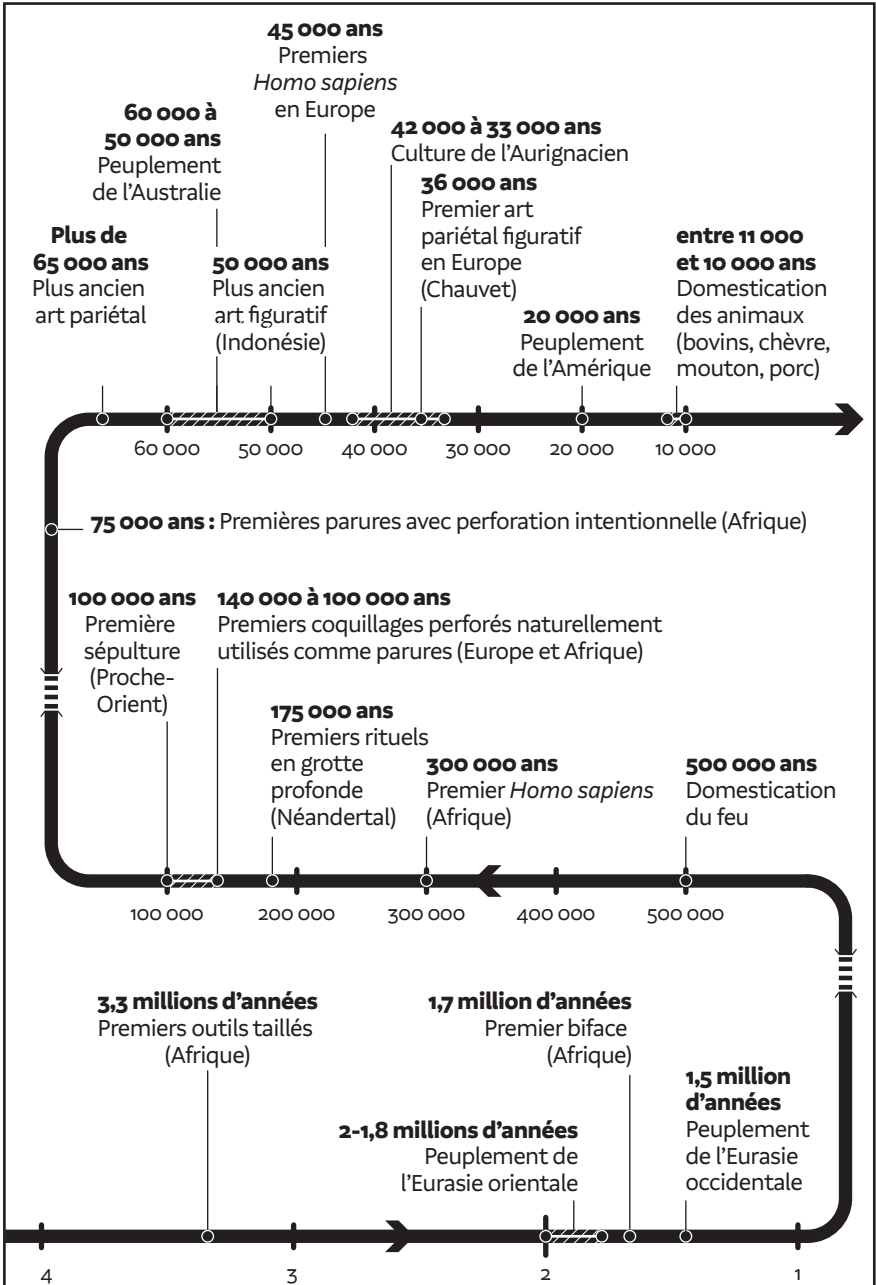 45 000 ans
Premiers
Homo sapiens
en Europe
60 000 à
50 000 ans
Peuplement
de l'Australie
42 000 à 33 000 ans
Culture de l'Aurignacien
36 000 ans
Premier art
pariétal figuratif
en Europe
(Chauvet)
Plus de
65 000 ans
Plus ancien
art pariétal
50 000 ans
Plus ancien
art figuratif
(Indonésie)
20 000 ans
Peuplement
de l'Amérique
entre 11 000
et 10 000 ans
Domestication
des animaux
(bovins, chèvre,
mouton, porc)
60 000 50 000 40 000 30 000 20 000 10 000
75 000 ans : Premières parures avec perforation intentionnelle (Afrique)
100 000 ans
Première
sépulture
(Proche-
Orient)
140 000 à 100 000 ans
Premiers coquillages perforés naturellement
utilisés comme parures (Europe et Afrique)
175 000 ans
Premiers rituels
en grotte
profonde
(Néandertal)
300 000 ans
Premier Homo sapiens
(Afrique)
500 000 ans
Domestication
du feu
100 000 200 000 300 000 400 000 500 000
3,3 millions d'années
Premiers outils taillés
(Afrique)
1,7 million d'années
Premier biface
(Afrique)
2-1,8 millions d'années
Peuplement de
l'Eurasie orientale
1,5 million
d'années
Peuplement
de l'Eurasie
occidentale
4 3 2 1